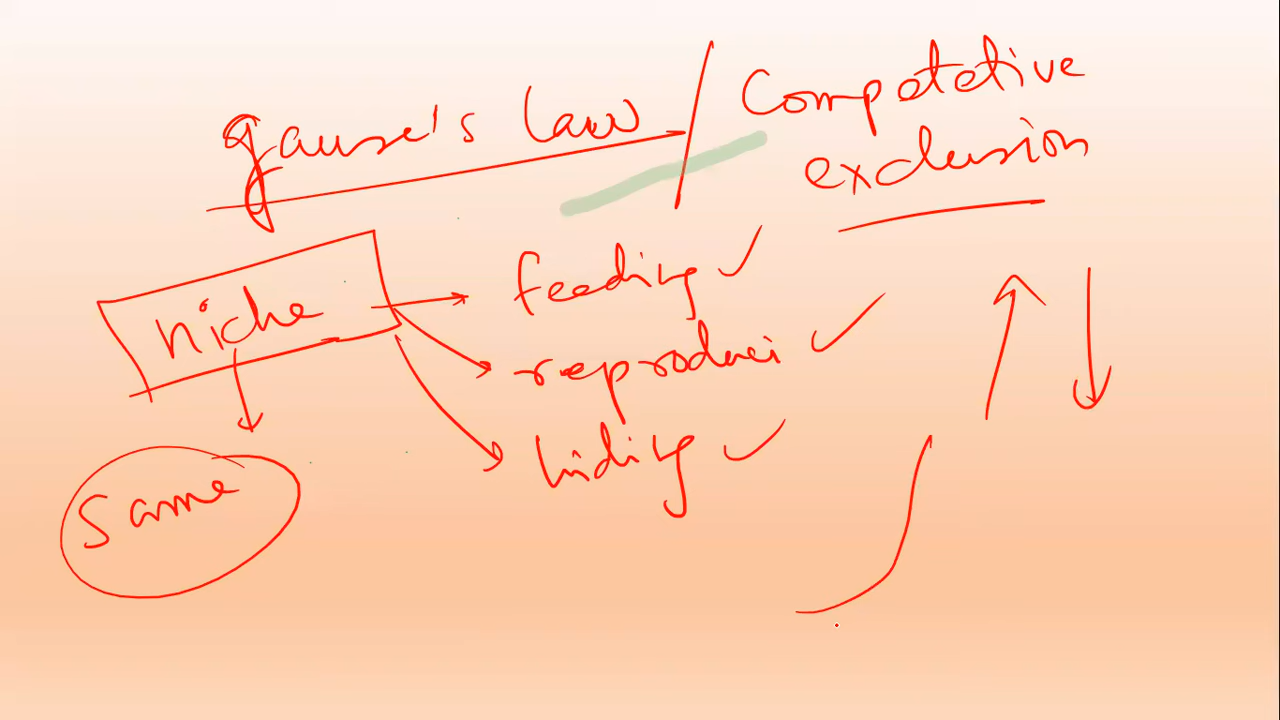 gause's law / Competetive
exclusion
niche
feeding ✓
reproduci ✓
hiding ✓
same